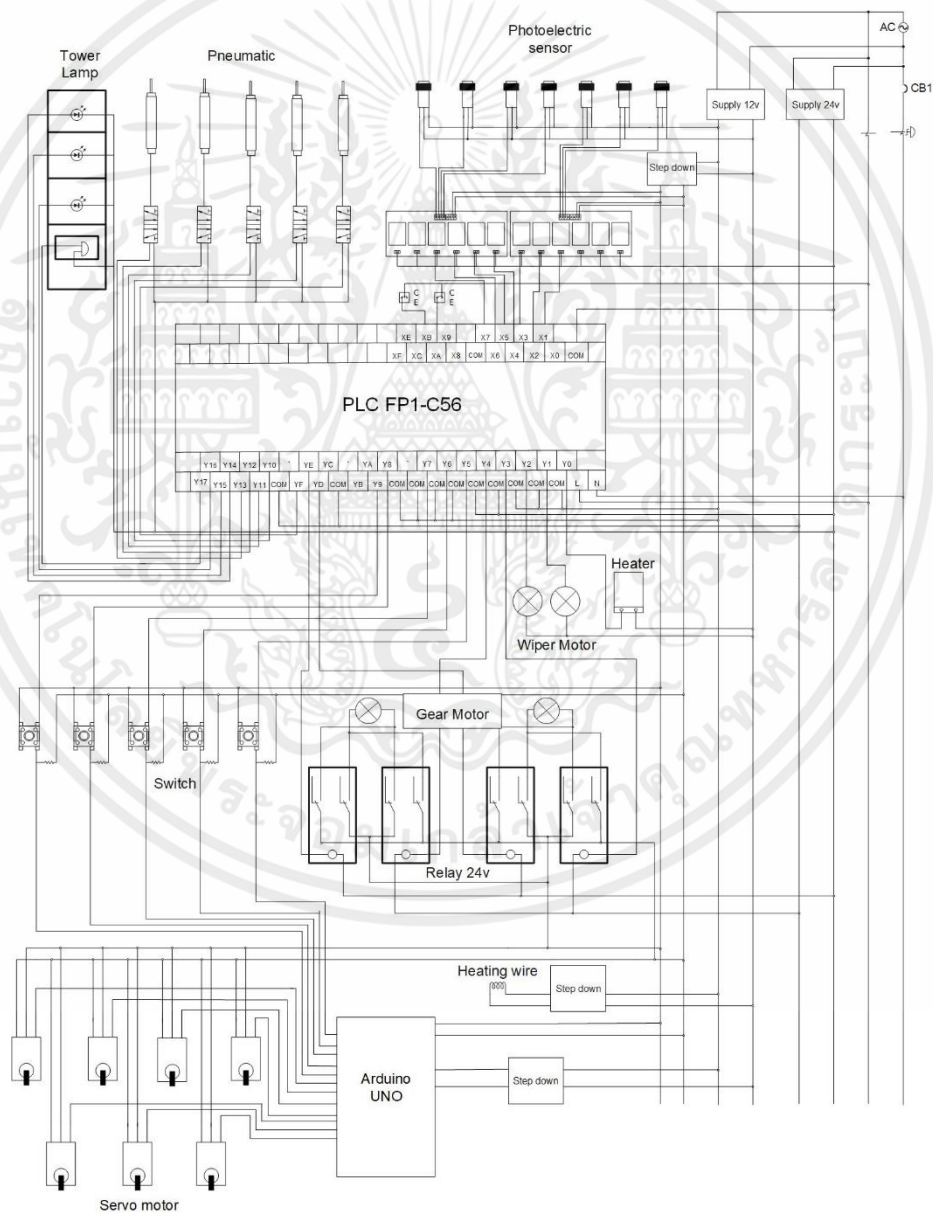 AC
Tower
Lamp
Pneumatic
Photoelectric
sensor
CB1
Supply 12v
Supply 24v
Step down
C
E
C
E
XE XB X9 X7 X5 X3 X1
XF XC XA X8 COM X6 X4 X2 X0 COM
PLC FP1-C56
Y16 Y14 Y12 Y10 YE YC YA Y8 Y7 Y6 Y5 Y4 Y3 Y2 Y1 Y0
Y17 Y15 Y13 Y11 COM YF YD COM YB Y9 COM COM COM COM COM COM COM COM COM L N
Heater
Wiper Motor
Gear Motor
Switch
Relay 24v
Heating wire
Step down
Arduino
UNO
Step down
Servo motor